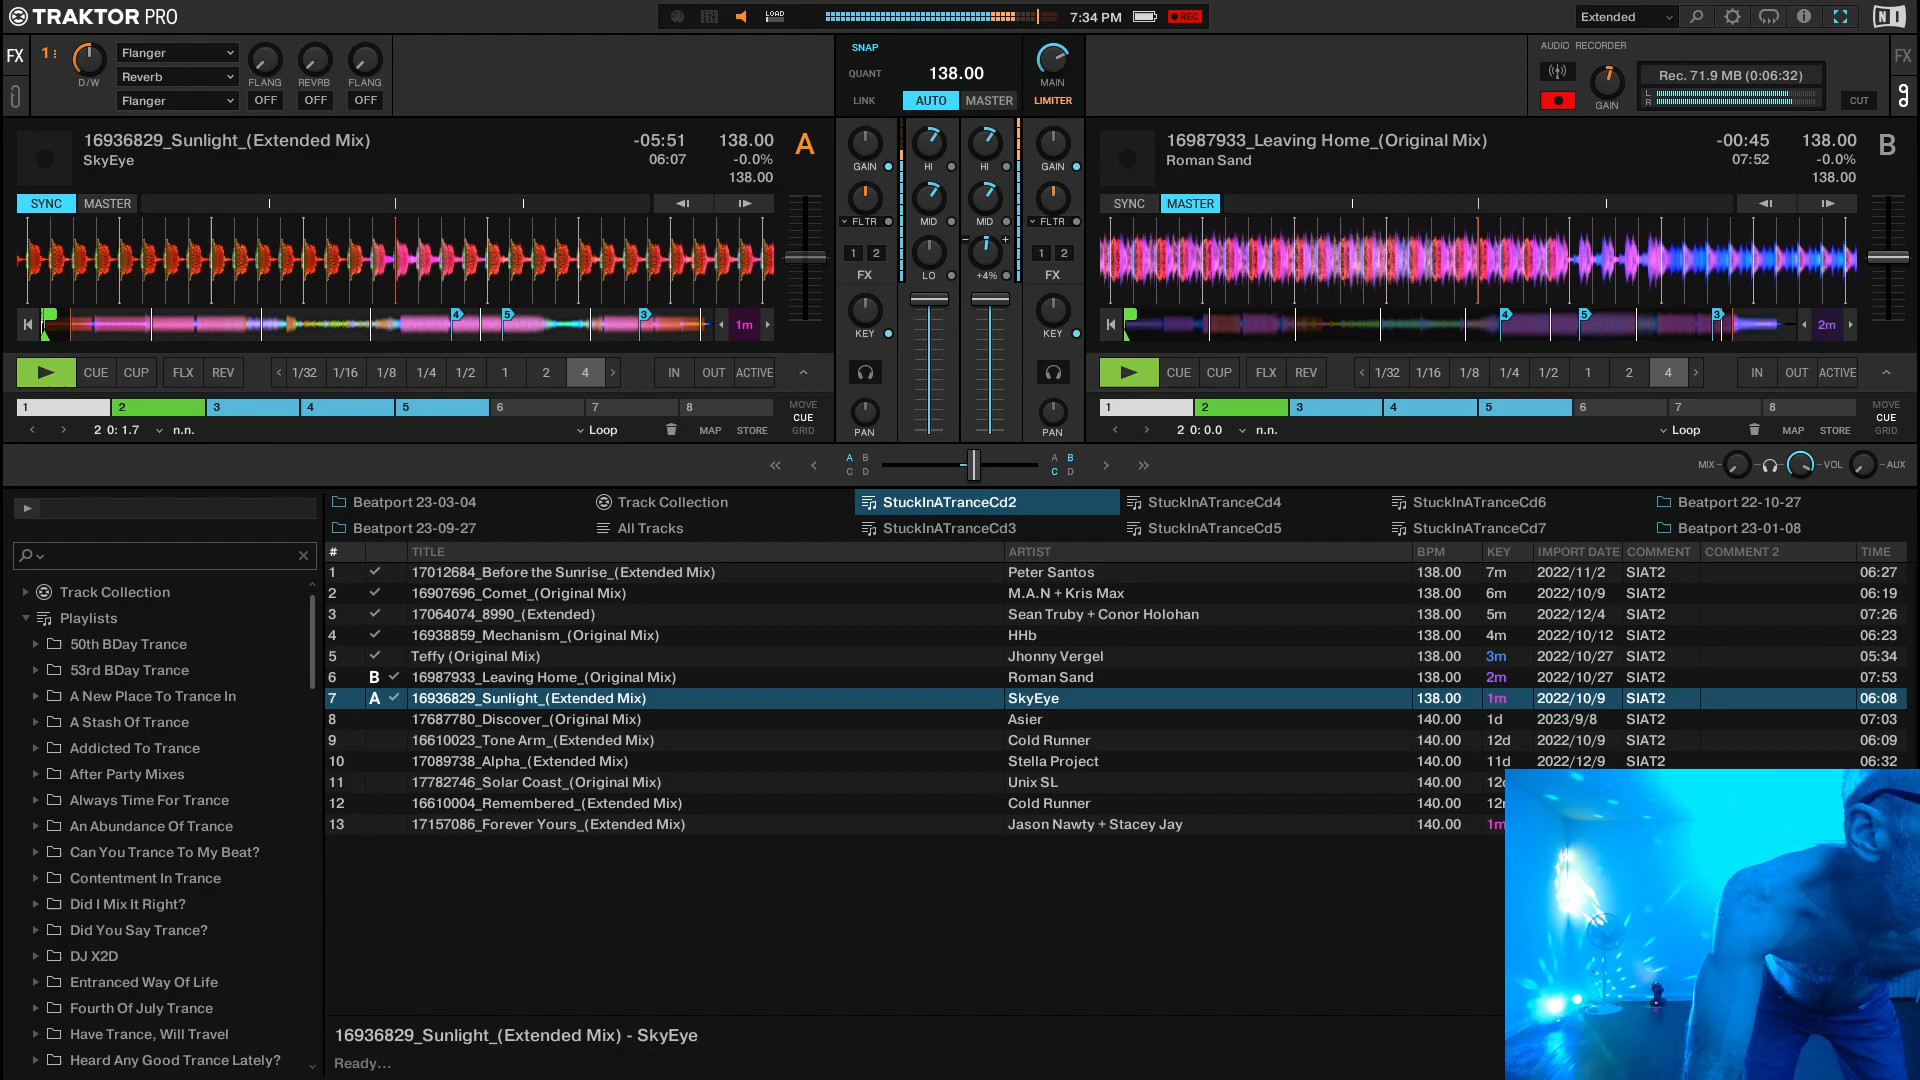 TRAKTOR PRO
LOAD
7:34 PM
REC
Extended
NI
FX
1
D/W
Flanger
Reverb
Flanger
FLANG
REVRB
FLANG
OFF
OFF
OFF
SNAP
QUANT
LINK
138.00
AUTO
MASTER
MAIN
LIMITER
AUDIO RECORDER
GAIN
Rec. 71.9 MB (0:06:32)
L
R
CUT
FX
16936829_Sunlight_(Extended Mix)
SkyEye
-05:51
06:07
138.00
-0.0%
138.00
A
SYNC
MASTER
4
5
3
1m
CUE
CUP
FLX
REV
1/32
1/16
1/8
1/4
1/2
1
2
4
IN
OUT
ACTIVE
1
2
3
4
5
6
7
8
MOVE
CUE
GRID
2 0: 1.7
n.n.
Loop
MAP
STORE
GAIN
HI
HI
GAIN
FLTR
MID
MID
FLTR
1
2
1
2
FX
LO
- +
+4%
FX
KEY
KEY
PAN
PAN
16987933_Leaving Home_(Original Mix)
Roman Sand
-00:45
07:52
138.00
-0.0%
138.00
B
SYNC
MASTER
4
5
3
2m
CUE
CUP
FLX
REV
1/32
1/16
1/8
1/4
1/2
1
2
4
IN
OUT
ACTIVE
1
2
3
4
5
6
7
8
MOVE
CUE
GRID
2 0: 0.0
n.n.
Loop
MAP
STORE
A B
C D
A B
C D
MIX
VOL
AUX
Beatport 23-03-04
Track Collection
StuckInATranceCd2
StuckInATranceCd4
StuckInATranceCd6
Beatport 22-10-27
Beatport 23-09-27
All Tracks
StuckInATranceCd3
StuckInATranceCd5
StuckInATranceCd7
Beatport 23-01-08
Track Collection
Playlists
50th BDay Trance
53rd BDay Trance
A New Place To Trance In
A Stash Of Trance
Addicted To Trance
After Party Mixes
Always Time For Trance
An Abundance Of Trance
Can You Trance To My Beat?
Contentment In Trance
Did I Mix It Right?
Did You Say Trance?
DJ X2D
Entranced Way Of Life
Fourth Of July Trance
Have Trance, Will Travel
Heard Any Good Trance Lately?
# TITLE ARTIST BPM KEY IMPORT DATE COMMENT COMMENT 2 TIME
1 17012684_Before the Sunrise_(Extended Mix) Peter Santos 138.00 7m 2022/11/2 SIAT2 06:27
2 16907696_Comet_(Original Mix) M.A.N + Kris Max 138.00 6m 2022/10/9 SIAT2 06:19
3 17064074_8990_(Extended) Sean Truby + Conor Holohan 138.00 5m 2022/12/4 SIAT2 07:26
4 16938859_Mechanism_(Original Mix) HHb 138.00 4m 2022/10/12 SIAT2 06:23
5 Teffy (Original Mix) Jhonny Vergel 138.00 3m 2022/10/27 SIAT2 05:34
6 B 16987933_Leaving Home_(Original Mix) Roman Sand 138.00 2m 2022/10/27 SIAT2 07:53
7 A 16936829_Sunlight_(Extended Mix) SkyEye 138.00 1m 2022/10/9 SIAT2 06:08
8 17687780_Discover_(Original Mix) Asier 140.00 1d 2023/9/8 SIAT2 07:03
9 16610023_Tone Arm_(Extended Mix) Cold Runner 140.00 12d 2022/10/9 SIAT2 06:09
10 17089738_Alpha_(Extended Mix) Stella Project 140.00 11d 2022/12/9 SIAT2 06:32
11 17782746_Solar Coast_(Original Mix) Unix SL 140.00
12 16610004_Remembered_(Extended Mix) Cold Runner 140.00
13 17157086_Forever Yours_(Extended Mix) Jason Nawty + Stacey Jay 140.00 1m
16936829_Sunlight_(Extended Mix) - SkyEye
Ready...